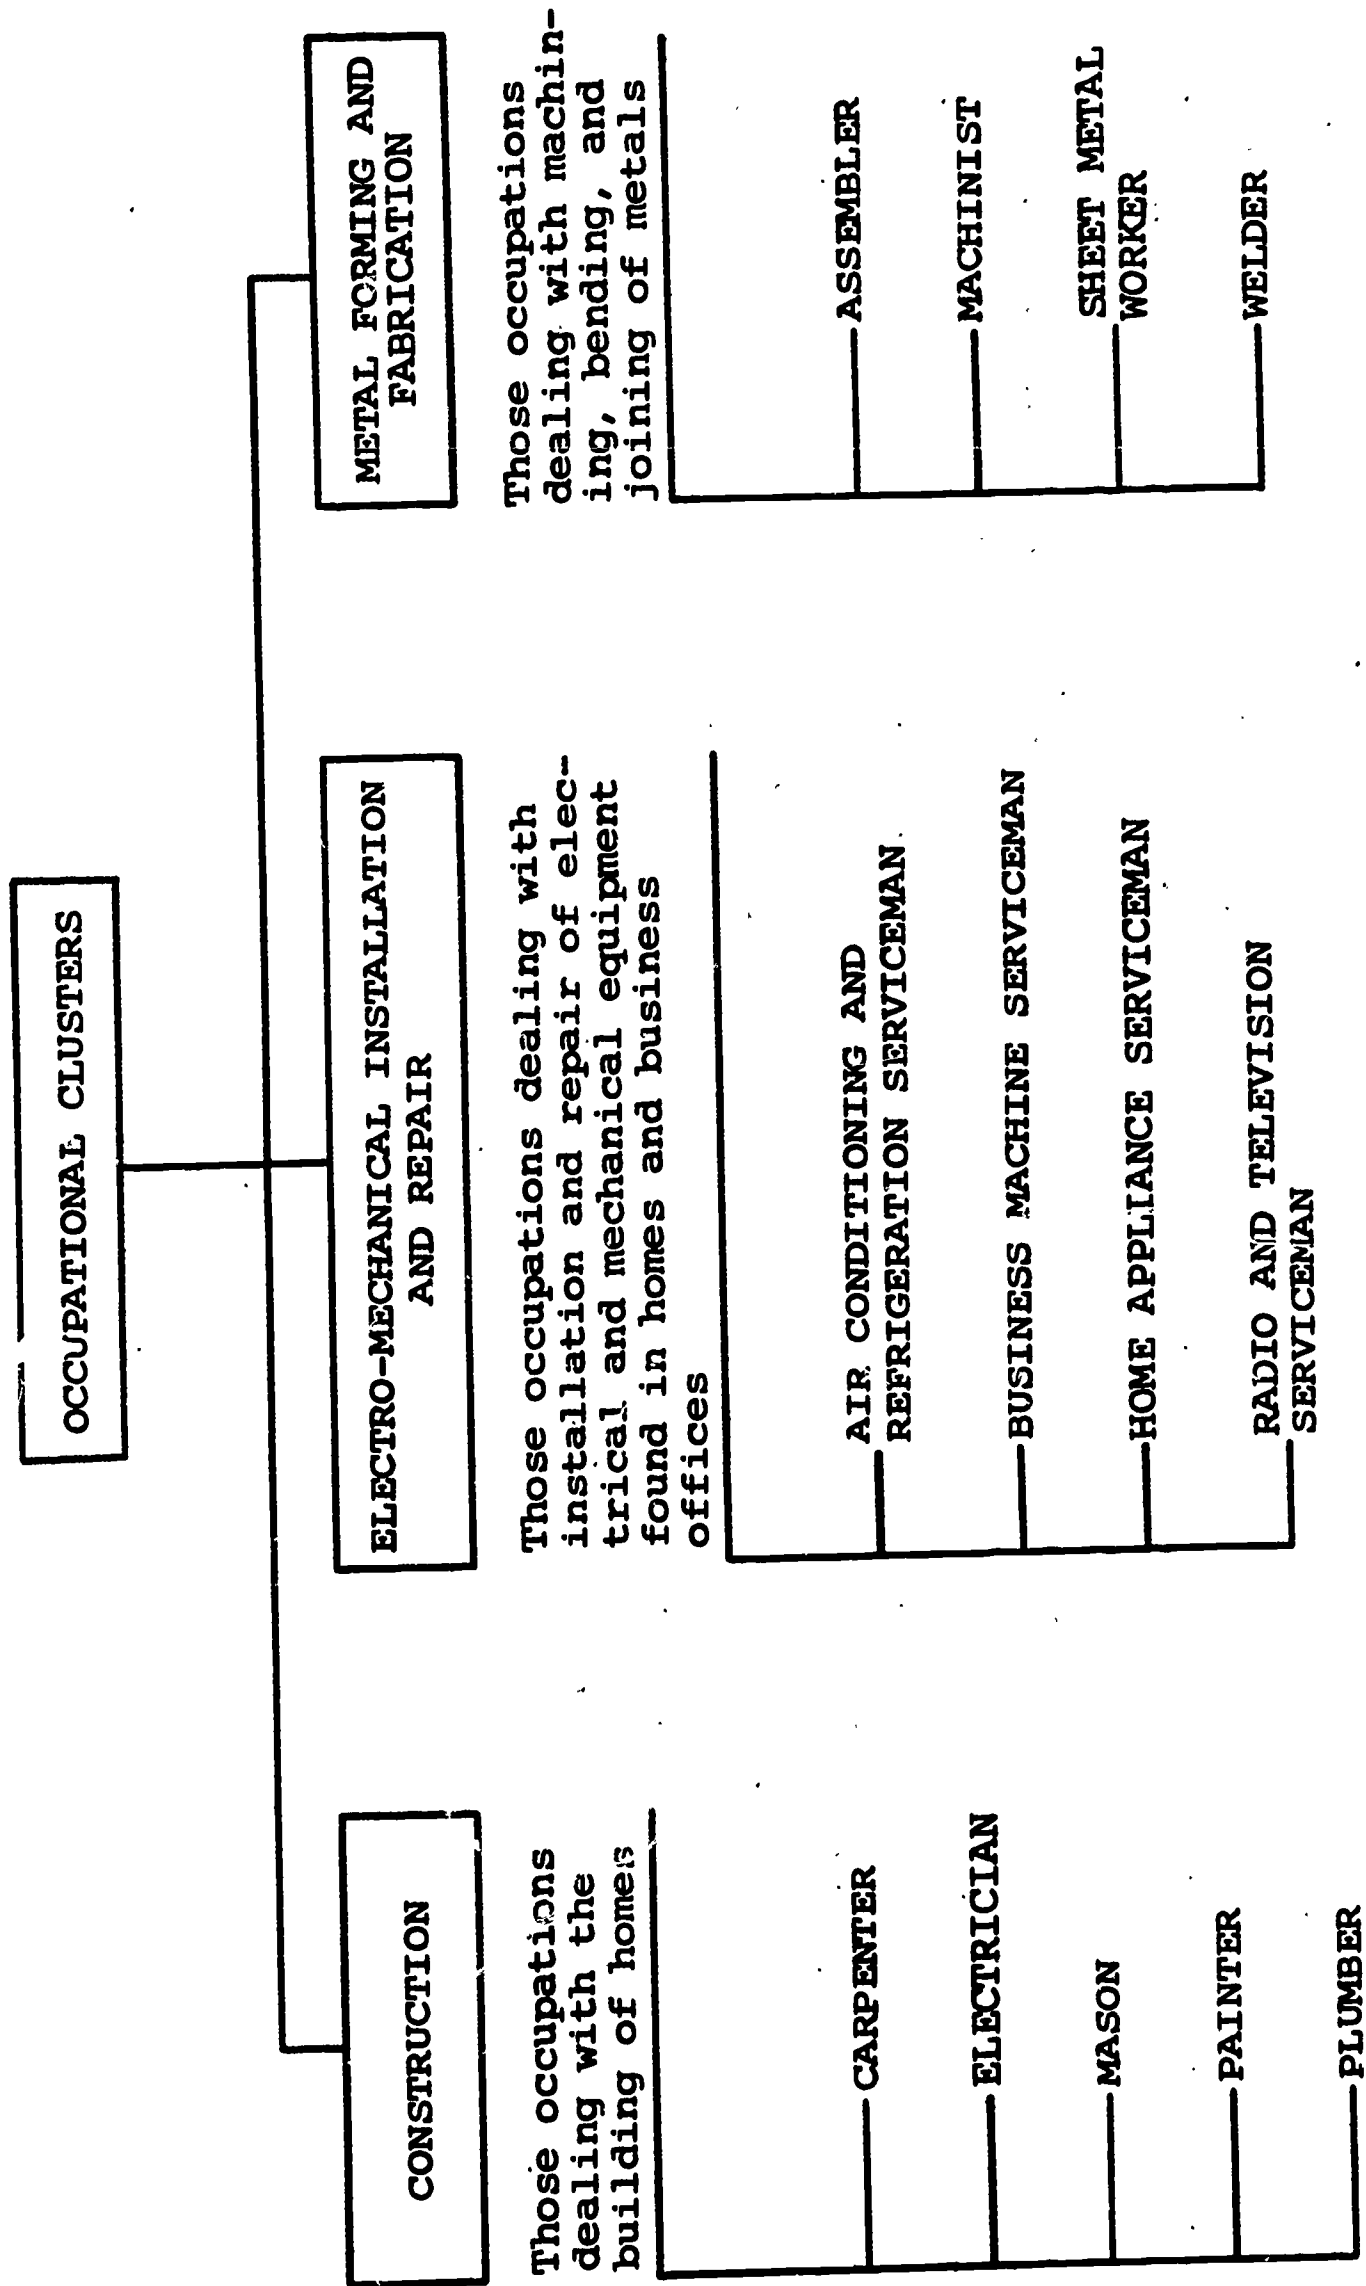 OCCUPATIONAL CLUSTERS
CONSTRUCTION
Those occupations
dealing with the
building of homes
CARPENTER
ELECTRICIAN
MASON
PAINTER
PLUMBER
ELECTRO-MECHANICAL INSTALLATION
AND REPAIR
Those occupations dealing with
installation and repair of elec-
trical and mechanical equipment
found in homes and business
offices
AIR CONDITIONING AND
REFRIGERATION SERVICEMAN
BUSINESS MACHINE SERVICEMAN
HOME APPLIANCE SERVICEMAN
RADIO AND TELEVISION
SERVICEMAN
METAL FORMING AND
FABRICATION
Those occupations
dealing with machin-
ing, bending, and
joining of metals
ASSEMBLER
MACHINIST
SHEET METAL
WORKER
WELDER